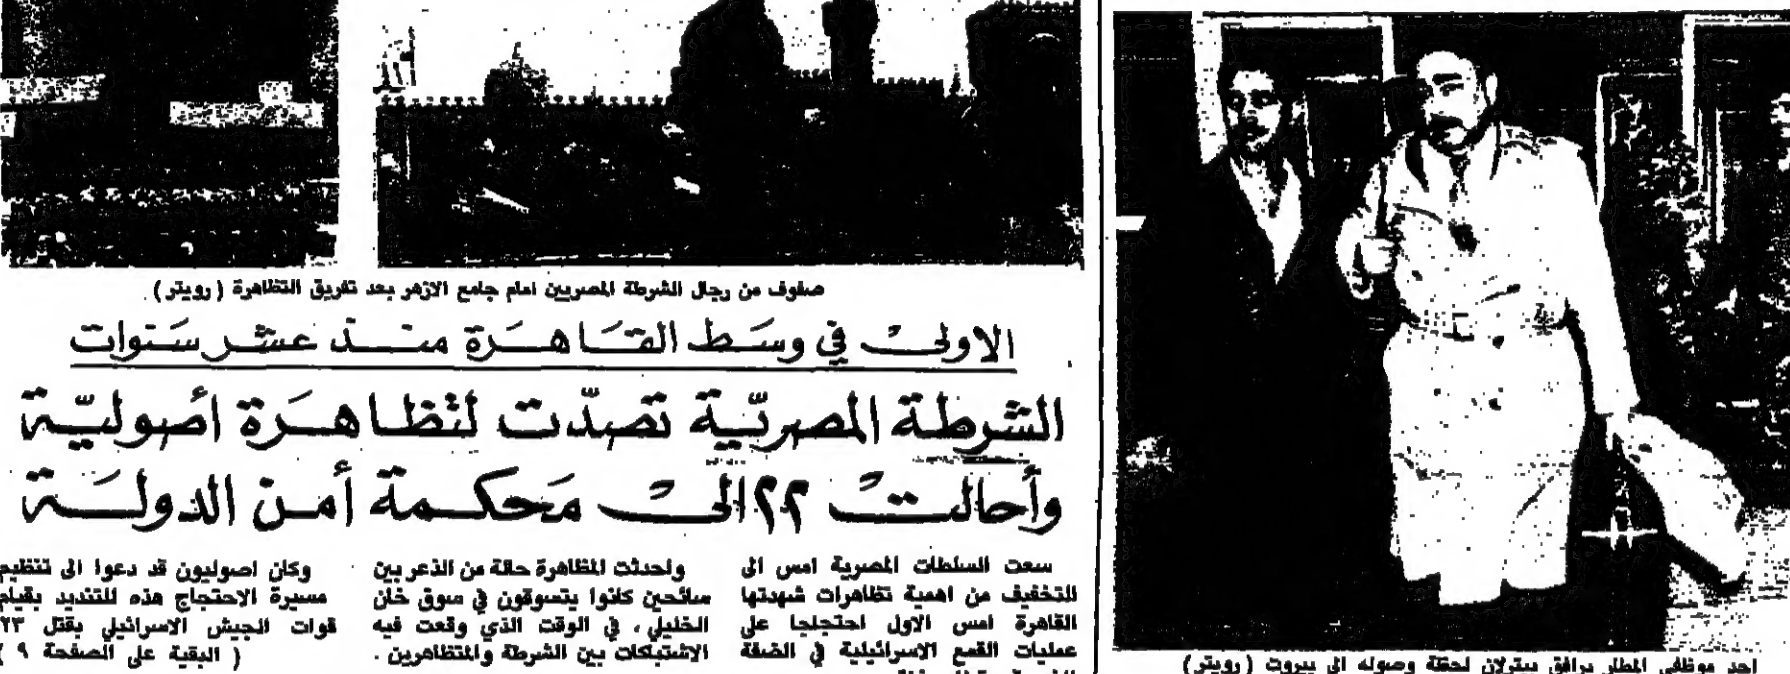 صفوف من رجال الشرطة المصريين امام جامع الازهر بعد تفريق التظاهرة ( رويتر ) .
الاولى في وسط القاهرة منذ عشر سنوات
الشرطة المصريّة تصدّت لتظاهرة أصوليّة
وأحالت ٢٢ الى محكمة أمن الدولة
سعت السلطات المصرية امس الى
التخفيف من اهمية تظاهرات شهدتها
القاهرة امس الاول احتجاجا على
عمليات القمع الاسرائيلية في الضفة
واحدثت المظاهرة حالة من الذعر بين
سائحين كانوا يتسوقون في سوق خان
الخليلي ، في الوقت الذي وقعت فيه
الاشتباكات بين الشرطة والمتظاهرين .
وكان اصوليون قد دعوا الى تنظيم
مسيرة الاحتجاج هذه للتنديد بقيام
قوات الجيش الاسرائيلي بقتل ٢٣
( البقية على الصفحة ٩ )
احد موظفي المطار يرافق بيترلان لحظة وصوله الى بيروت ( رويتر )